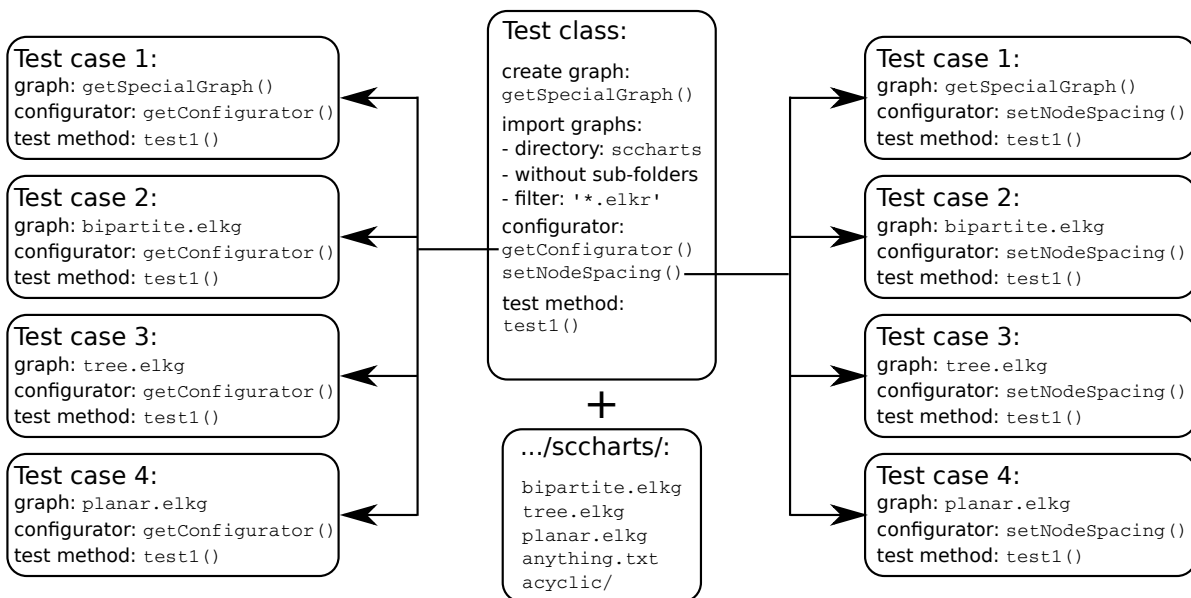 Test case 1:
graph: getSpecialGraph()
configurator: getConfigurator()
test method: test1()
Test case 2:
graph: bipartite.elkg
configurator: getConfigurator()
test method: test1()
Test case 3:
graph: tree.elkg
configurator: getConfigurator()
test method: test1()
Test case 4:
graph: planar.elkg
configurator: getConfigurator()
test method: test1()
Test class:
create graph:
getSpecialGraph()
import graphs:
- directory: sccharts
- without sub-folders
- filter: '*.elkr'
configurator:
getConfigurator()
setNodeSpacing()
test method:
test1()
+
.../sccharts/:
bipartite.elkg
tree.elkg
planar.elkg
anything.txt
acyclic/
Test case 1:
graph: getSpecialGraph()
configurator: setNodeSpacing()
test method: test1()
Test case 2:
graph: bipartite.elkg
configurator: setNodeSpacing()
test method: test1()
Test case 3:
graph: tree.elkg
configurator: setNodeSpacing()
test method: test1()
Test case 4:
graph: planar.elkg
configurator: setNodeSpacing()
test method: test1()